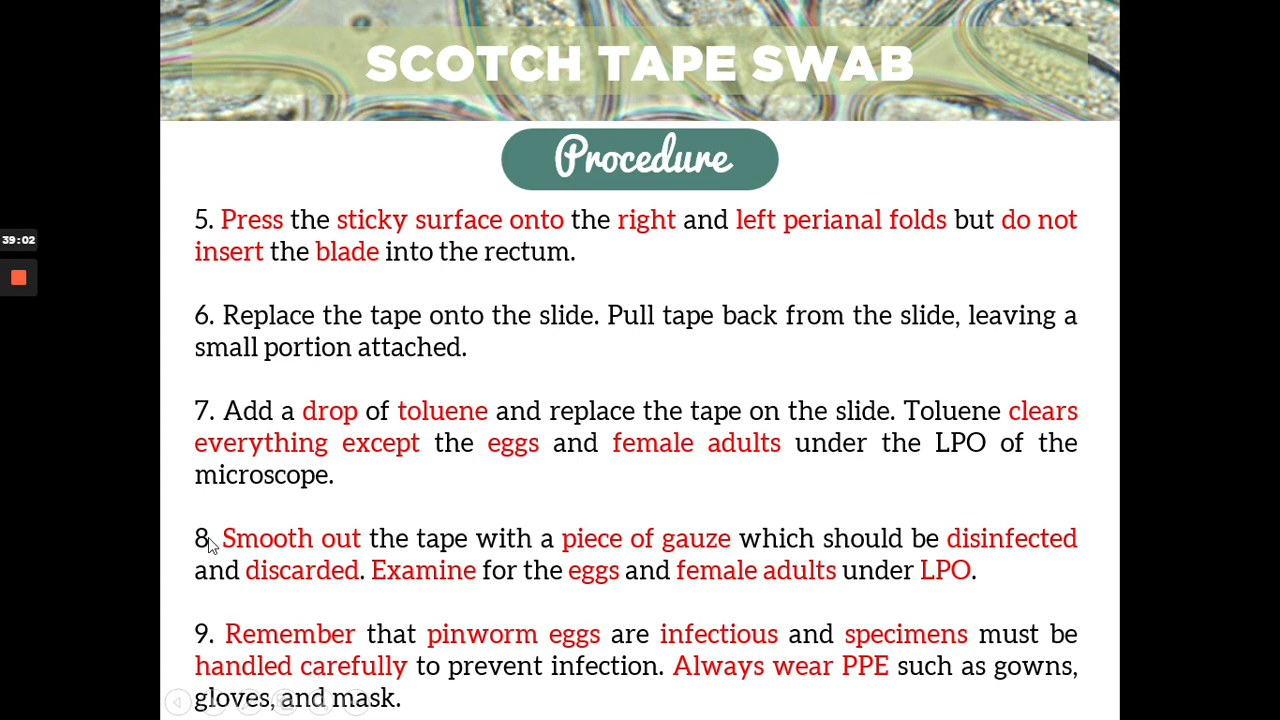 SCOTCH TAPE SWAB
Procedure
39:02
5. Press the sticky surface onto the right and left perianal folds but do not
insert the blade into the rectum.
6. Replace the tape onto the slide. Pull tape back from the slide, leaving a
small portion attached.
7. Add a drop of toluene and replace the tape on the slide. Toluene clears
everything except the eggs and female adults under the LPO of the
microscope.
8. Smooth out the tape with a piece of gauze which should be disinfected
and discarded. Examine for the eggs and female adults under LPO.
9. Remember that pinworm eggs are infectious and specimens must be
handled carefully to prevent infection. Always wear PPE such as gowns,
gloves, and mask.